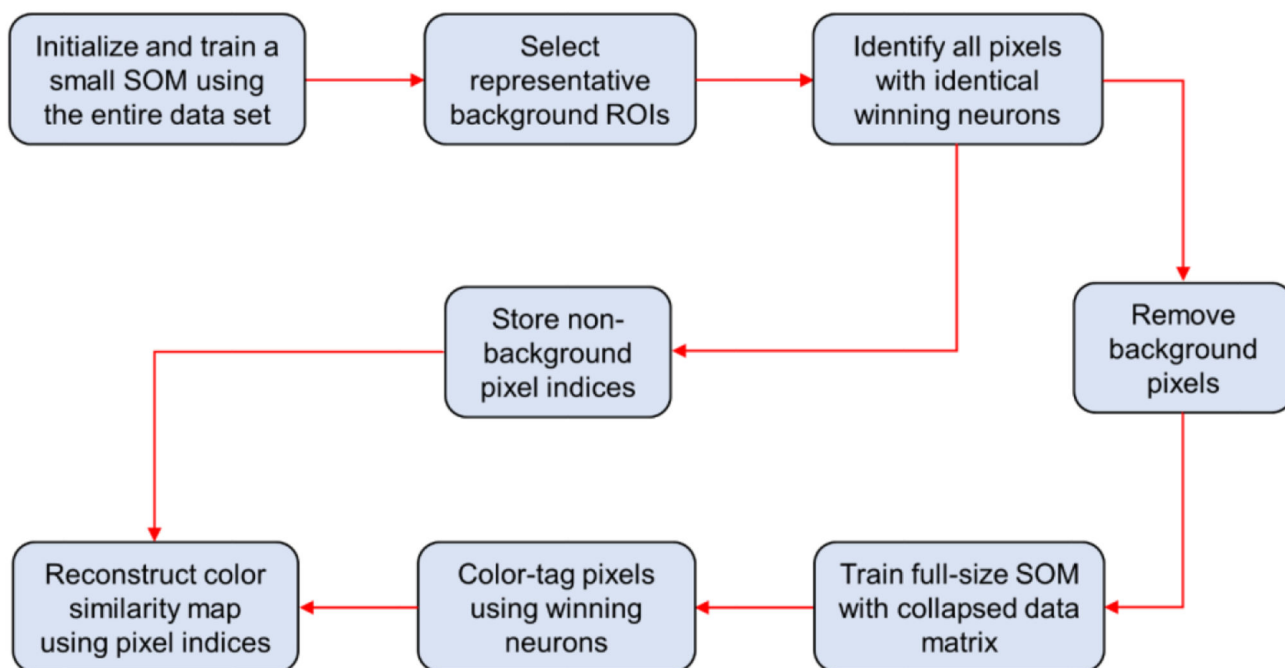 Initialize and train a
small SOM using
the entire data set
Select
representative
background ROIs
Identify all pixels
with identical
winning neurons
Store non-
background
pixel indices
Remove
background
pixels
Reconstruct color
similarity map
using pixel indices
Color-tag pixels
using winning
neurons
Train full-size SOM
with collapsed data
matrix